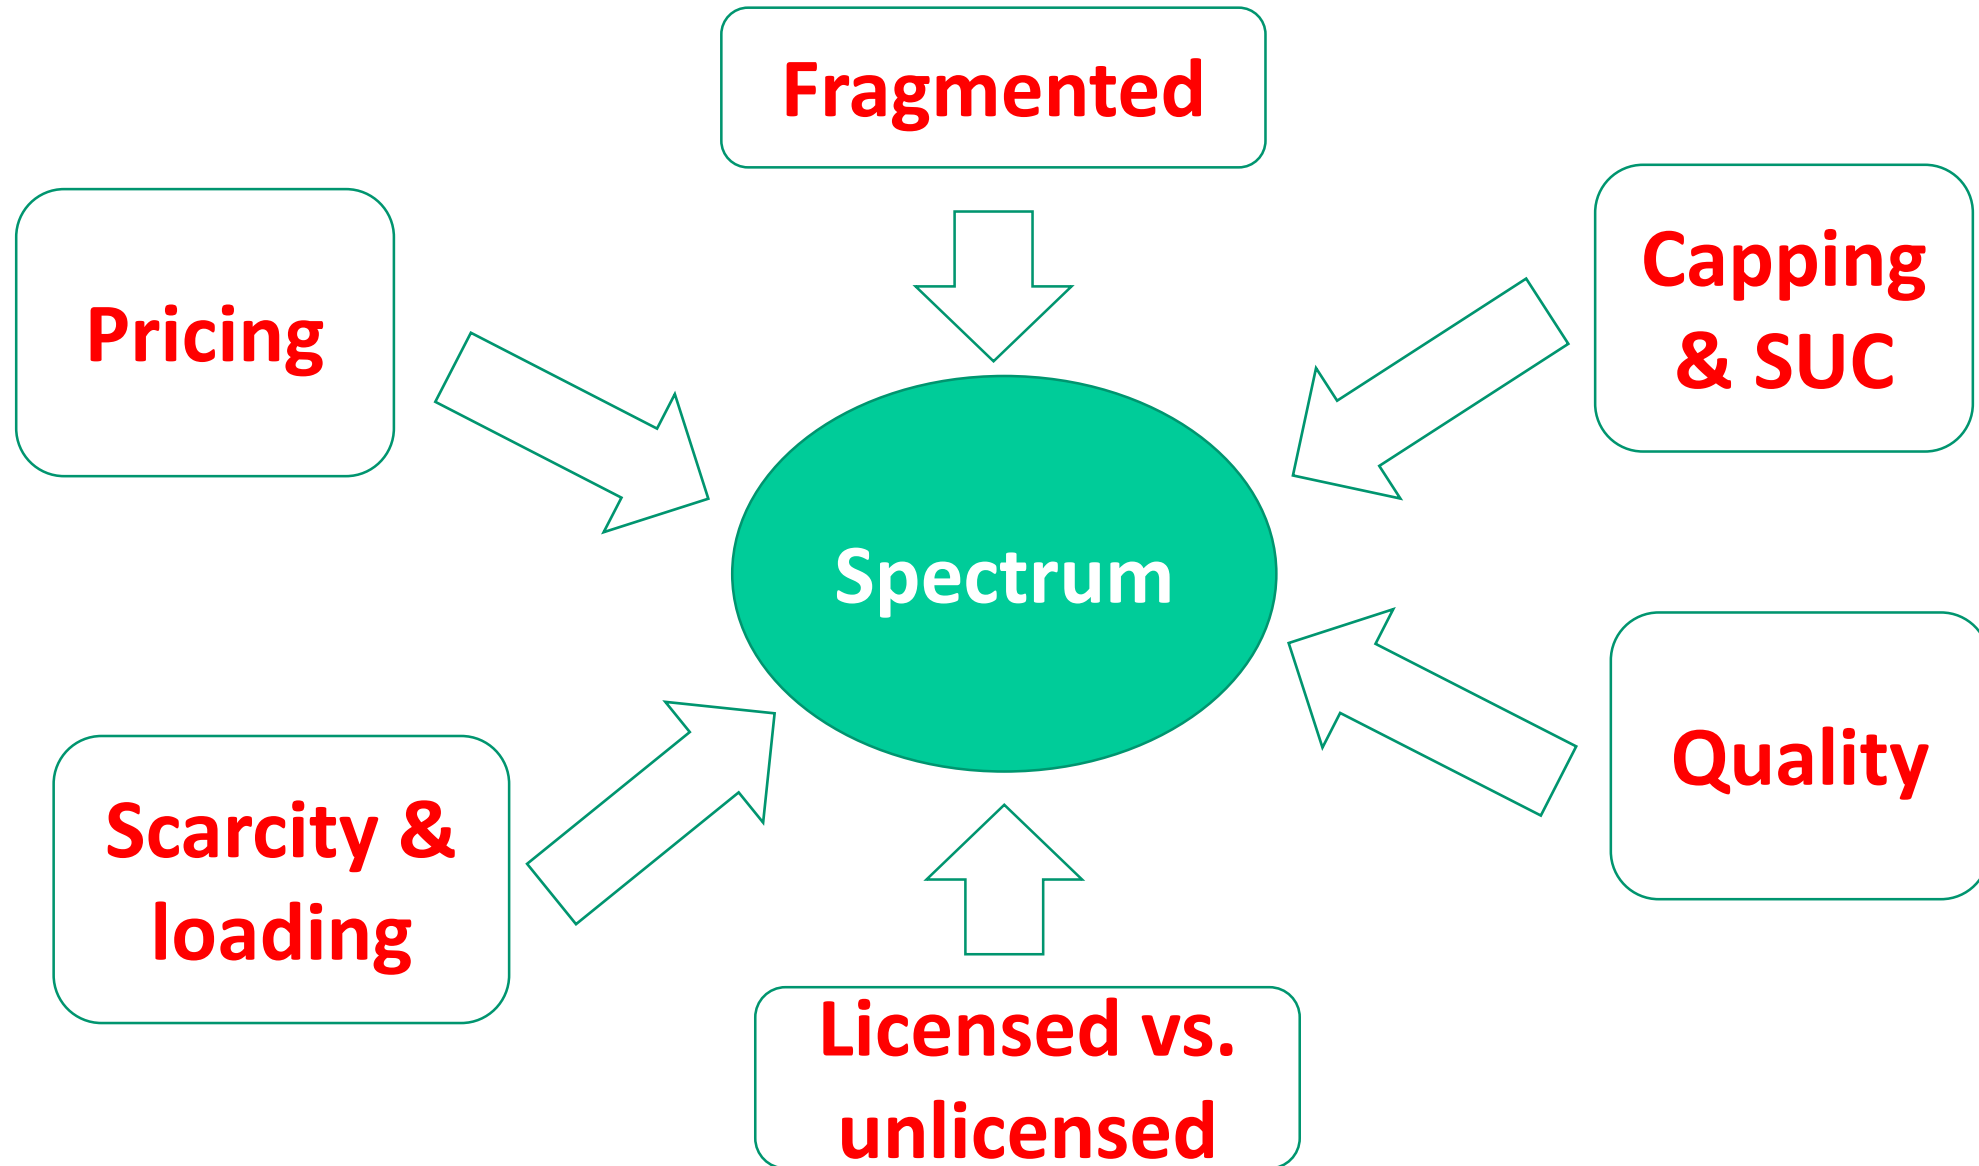 Fragmented
Pricing
Capping
& SUC
Spectrum
Scarcity &
loading
Quality
Licensed vs.
unlicensed